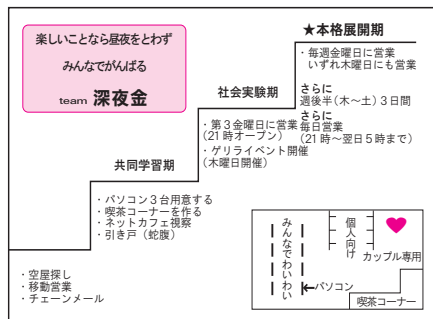 楽しいことなら昼夜をとわず
みんなでがんばる
team 深夜金
★本格展開期
・毎週金曜日に営業
いずれ木曜日にも営業
さらに
週後半(木〜土)3日間
さらに
毎日営業
(21時〜翌日5時まで)
社会実験期
・第3金曜日に営業
(21時オープン)
・ゲリライベント開催
(木曜日開催)
共同学習期
・パソコン3台用意する
・喫茶コーナーを作る
・ネットカフェ視察
・引き戸(蛇腹)
・空屋探し
・移動営業
・チェーンメール
みんなでわいわい
個人向け
カップル専用
←パソコン
喫茶コーナー